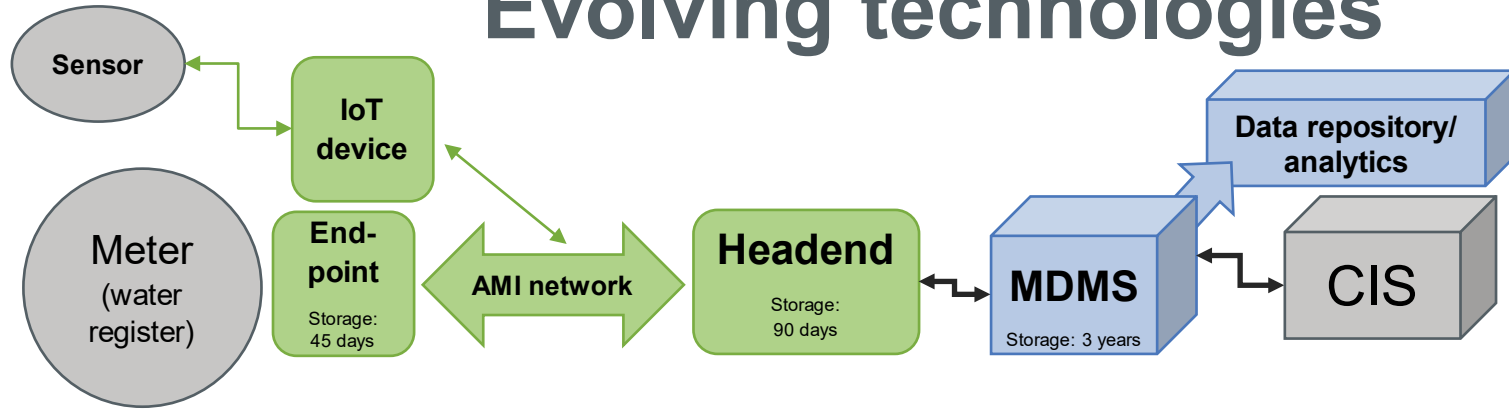 Evolving technologies
Sensor
IoT
device
Data repository/
analytics
Meter
(water
register)
End-
point
Storage:
45 days
AMI network
Headend
Storage:
90 days
MDMS
Storage: 3 years
CIS